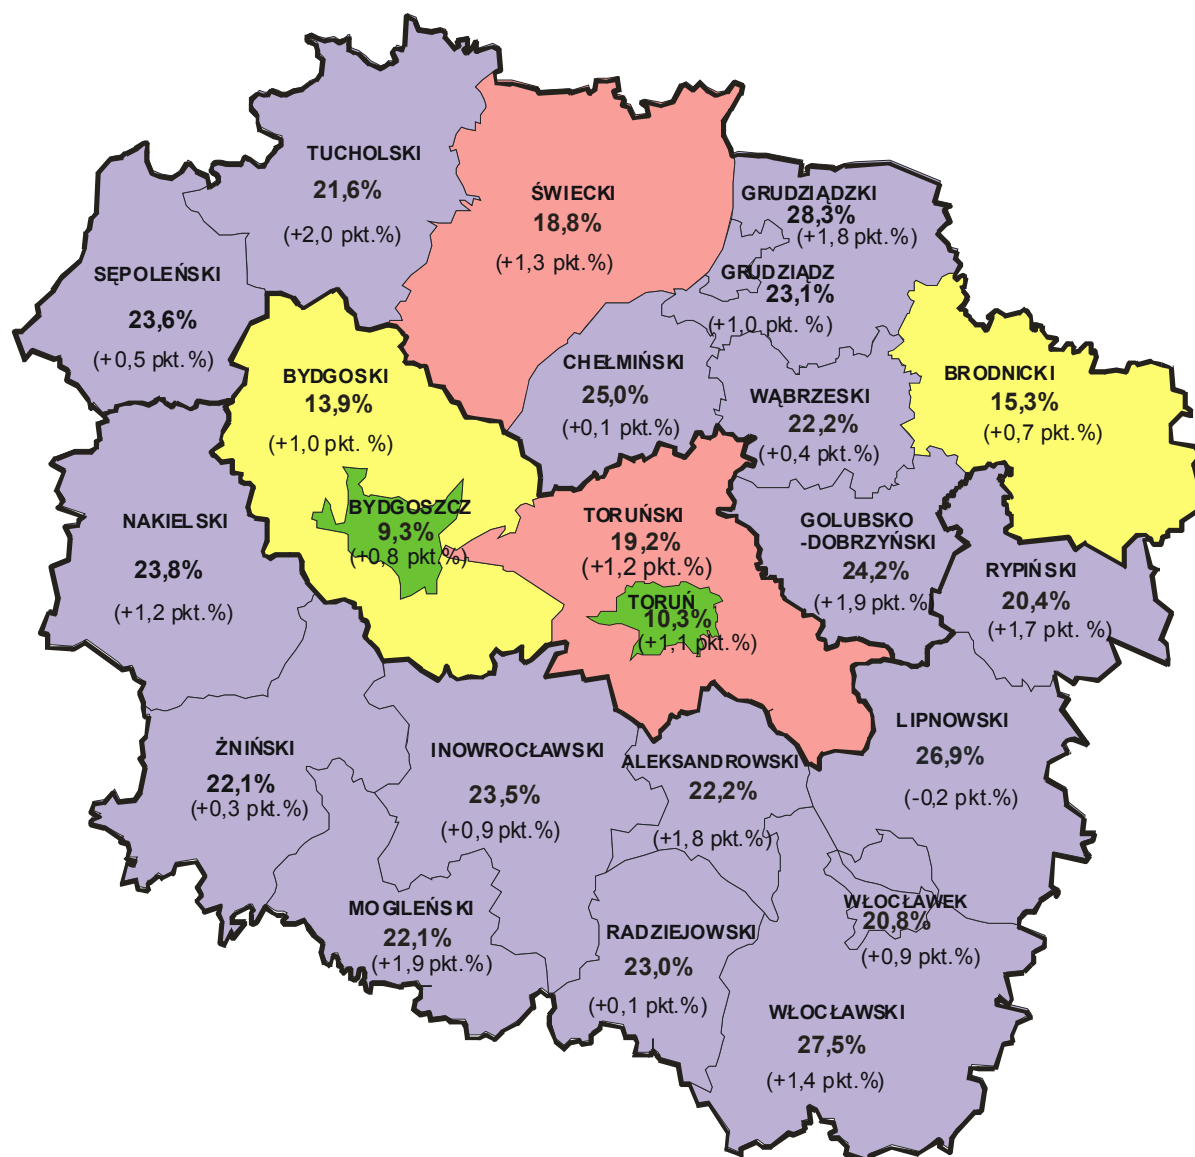 TUCHOLSKI
21,6%
(+2,0 pkt.%)
ŚWIECKI
18,8%
(+1,3 pkt.%)
GRUDZIĄDZKI
28,3%
(+1,8 pkt.%)
GRUDZIĄDZ
23,1%
(+1,0 pkt. %)
SĘPOLEŃSKI
23,6%
(+0,5 pkt.%)
BYDGOSKI
13,9%
(+1,0 pkt. %)
CHEŁMIŃSKI
25,0%
(+0,1 pkt.%)
WĄBRZESKI
22,2%
(+0,4 pkt.%)
BRODNICKI
15,3%
(+0,7 pkt.%)
NAKIELSKI
23,8%
(+1,2 pkt.%)
BYDGOSZCZ
9,3%
(+0,8 pkt.%)
TORUŃSKI
19,2%
(+1,2 pkt.%)
TORUŃ
10,3%
(+1,1 pkt.%)
GOLUBSKO
-DOBRZYŃSKI
24,2%
(+1,9 pkt.%)
RYPIŃSKI
20,4%
(+1,7 pkt.%)
ŻNIŃSKI
22,1%
(+0,3 pkt.%)
INOWROCŁAWSKI
23,5%
(+0,9 pkt.%)
ALEKSANDROWSKI
22,2%
(+1,8 pkt.%)
LIPNOWSKI
26,9%
(-0,2 pkt.%)
MOGILEŃSKI
22,1%
(+1,9 pkt.%)
RADZIEJOWSKI
23,0%
(+0,1 pkt.%)
WŁOCŁAWEK
20,8%
(+0,9 pkt.%)
WŁOCŁAWSKI
27,5%
(+1,4 pkt.%)